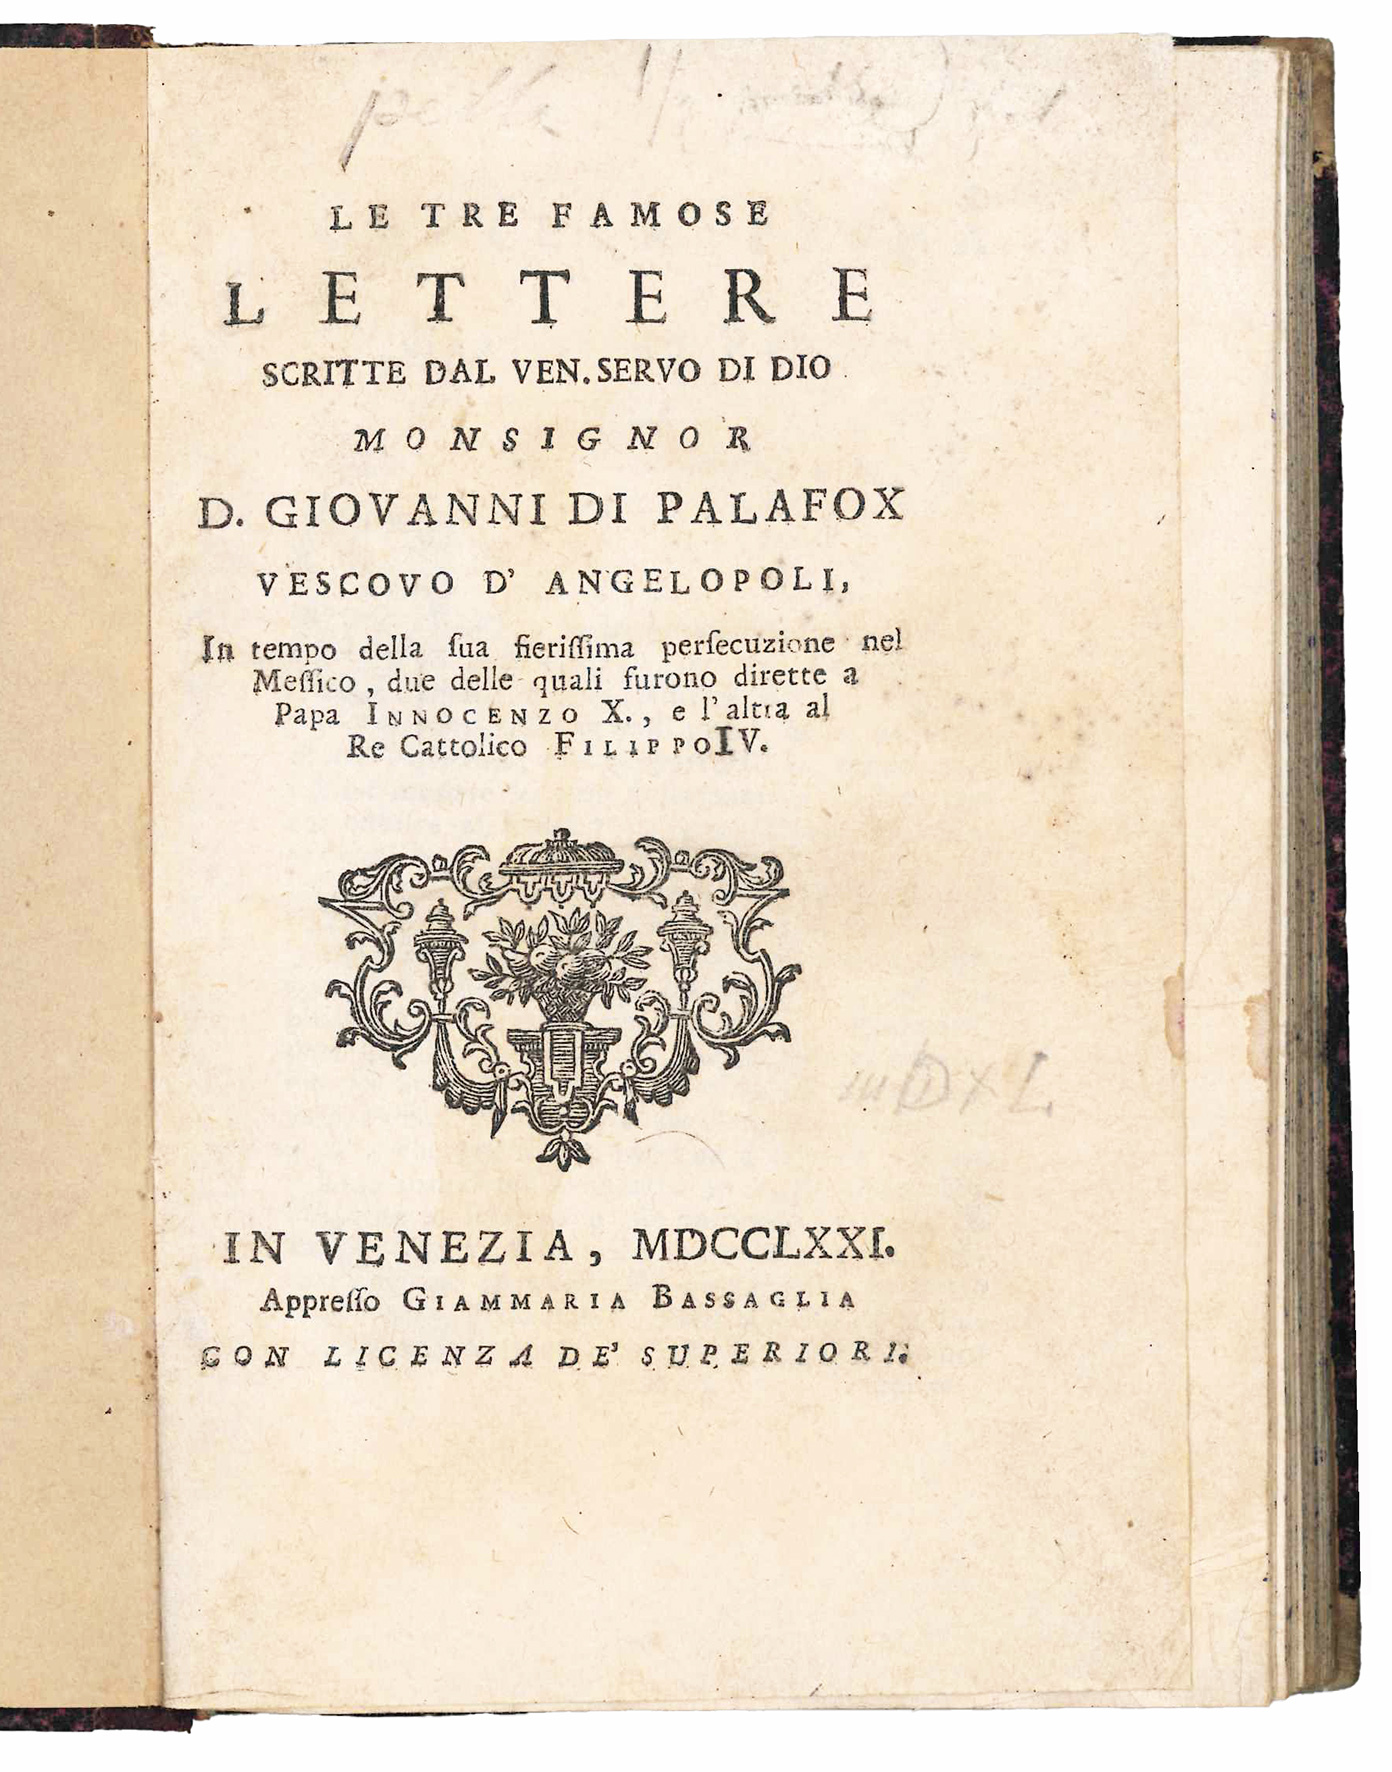 LE TRE FAMOSE
LETTERE
SCRITTE DAL VEN. SERVO DI DIO
MONSIGNOR
D. GIOVANNI DI PALAFOX
VESCOVO D' ANGELOPOLI,
In tempo della ſua fieriſſima perſecuzione nel
Meſſico, due delle quali furono dirette a
Papa INNOCENZO X., e l'altra al
Re Cattolico FILIPPO IV.
IN VENEZIA, MDCCLXXI.
Appreſſo GIAMMARIA BASSAGLIA
CON LICENZA DE' SUPERIORI.